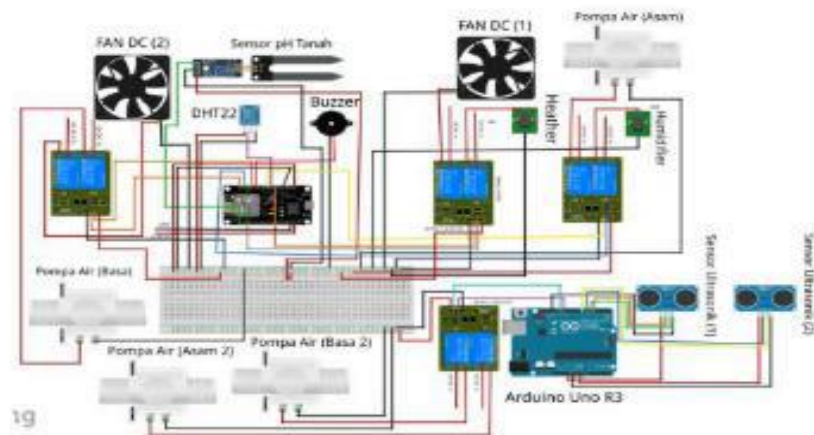 Pompa Air (Asam)
FAN DC (2)
FAN DC (1)
Sensor pH Tanah
DHT22
Buzzer
Heather
Humidifier
Pompa Air (Basa)
Sensor Ultrasonik (1)
Sensor Ultrasonik (2)
Pompa Air (Asam 2)
Pompa Air (Basa 2)
Arduino Uno R3
ng